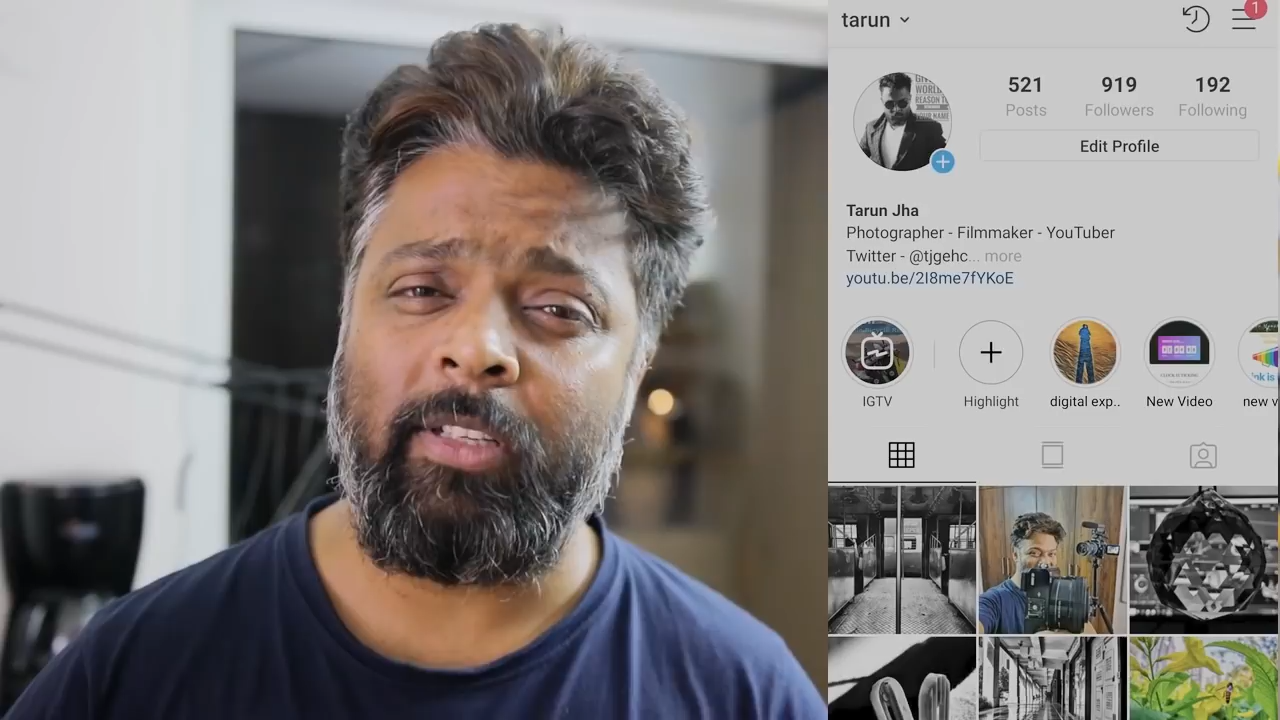 tarun
1
521
919
192
Posts
Followers
Following
Edit Profile
Tarun Jha
Photographer - Filmmaker - YouTuber
Twitter - @tjgehc... more
youtu.be/2I8me7fYKoE
IGTV
Highlight
digital exp..
New Video
new v